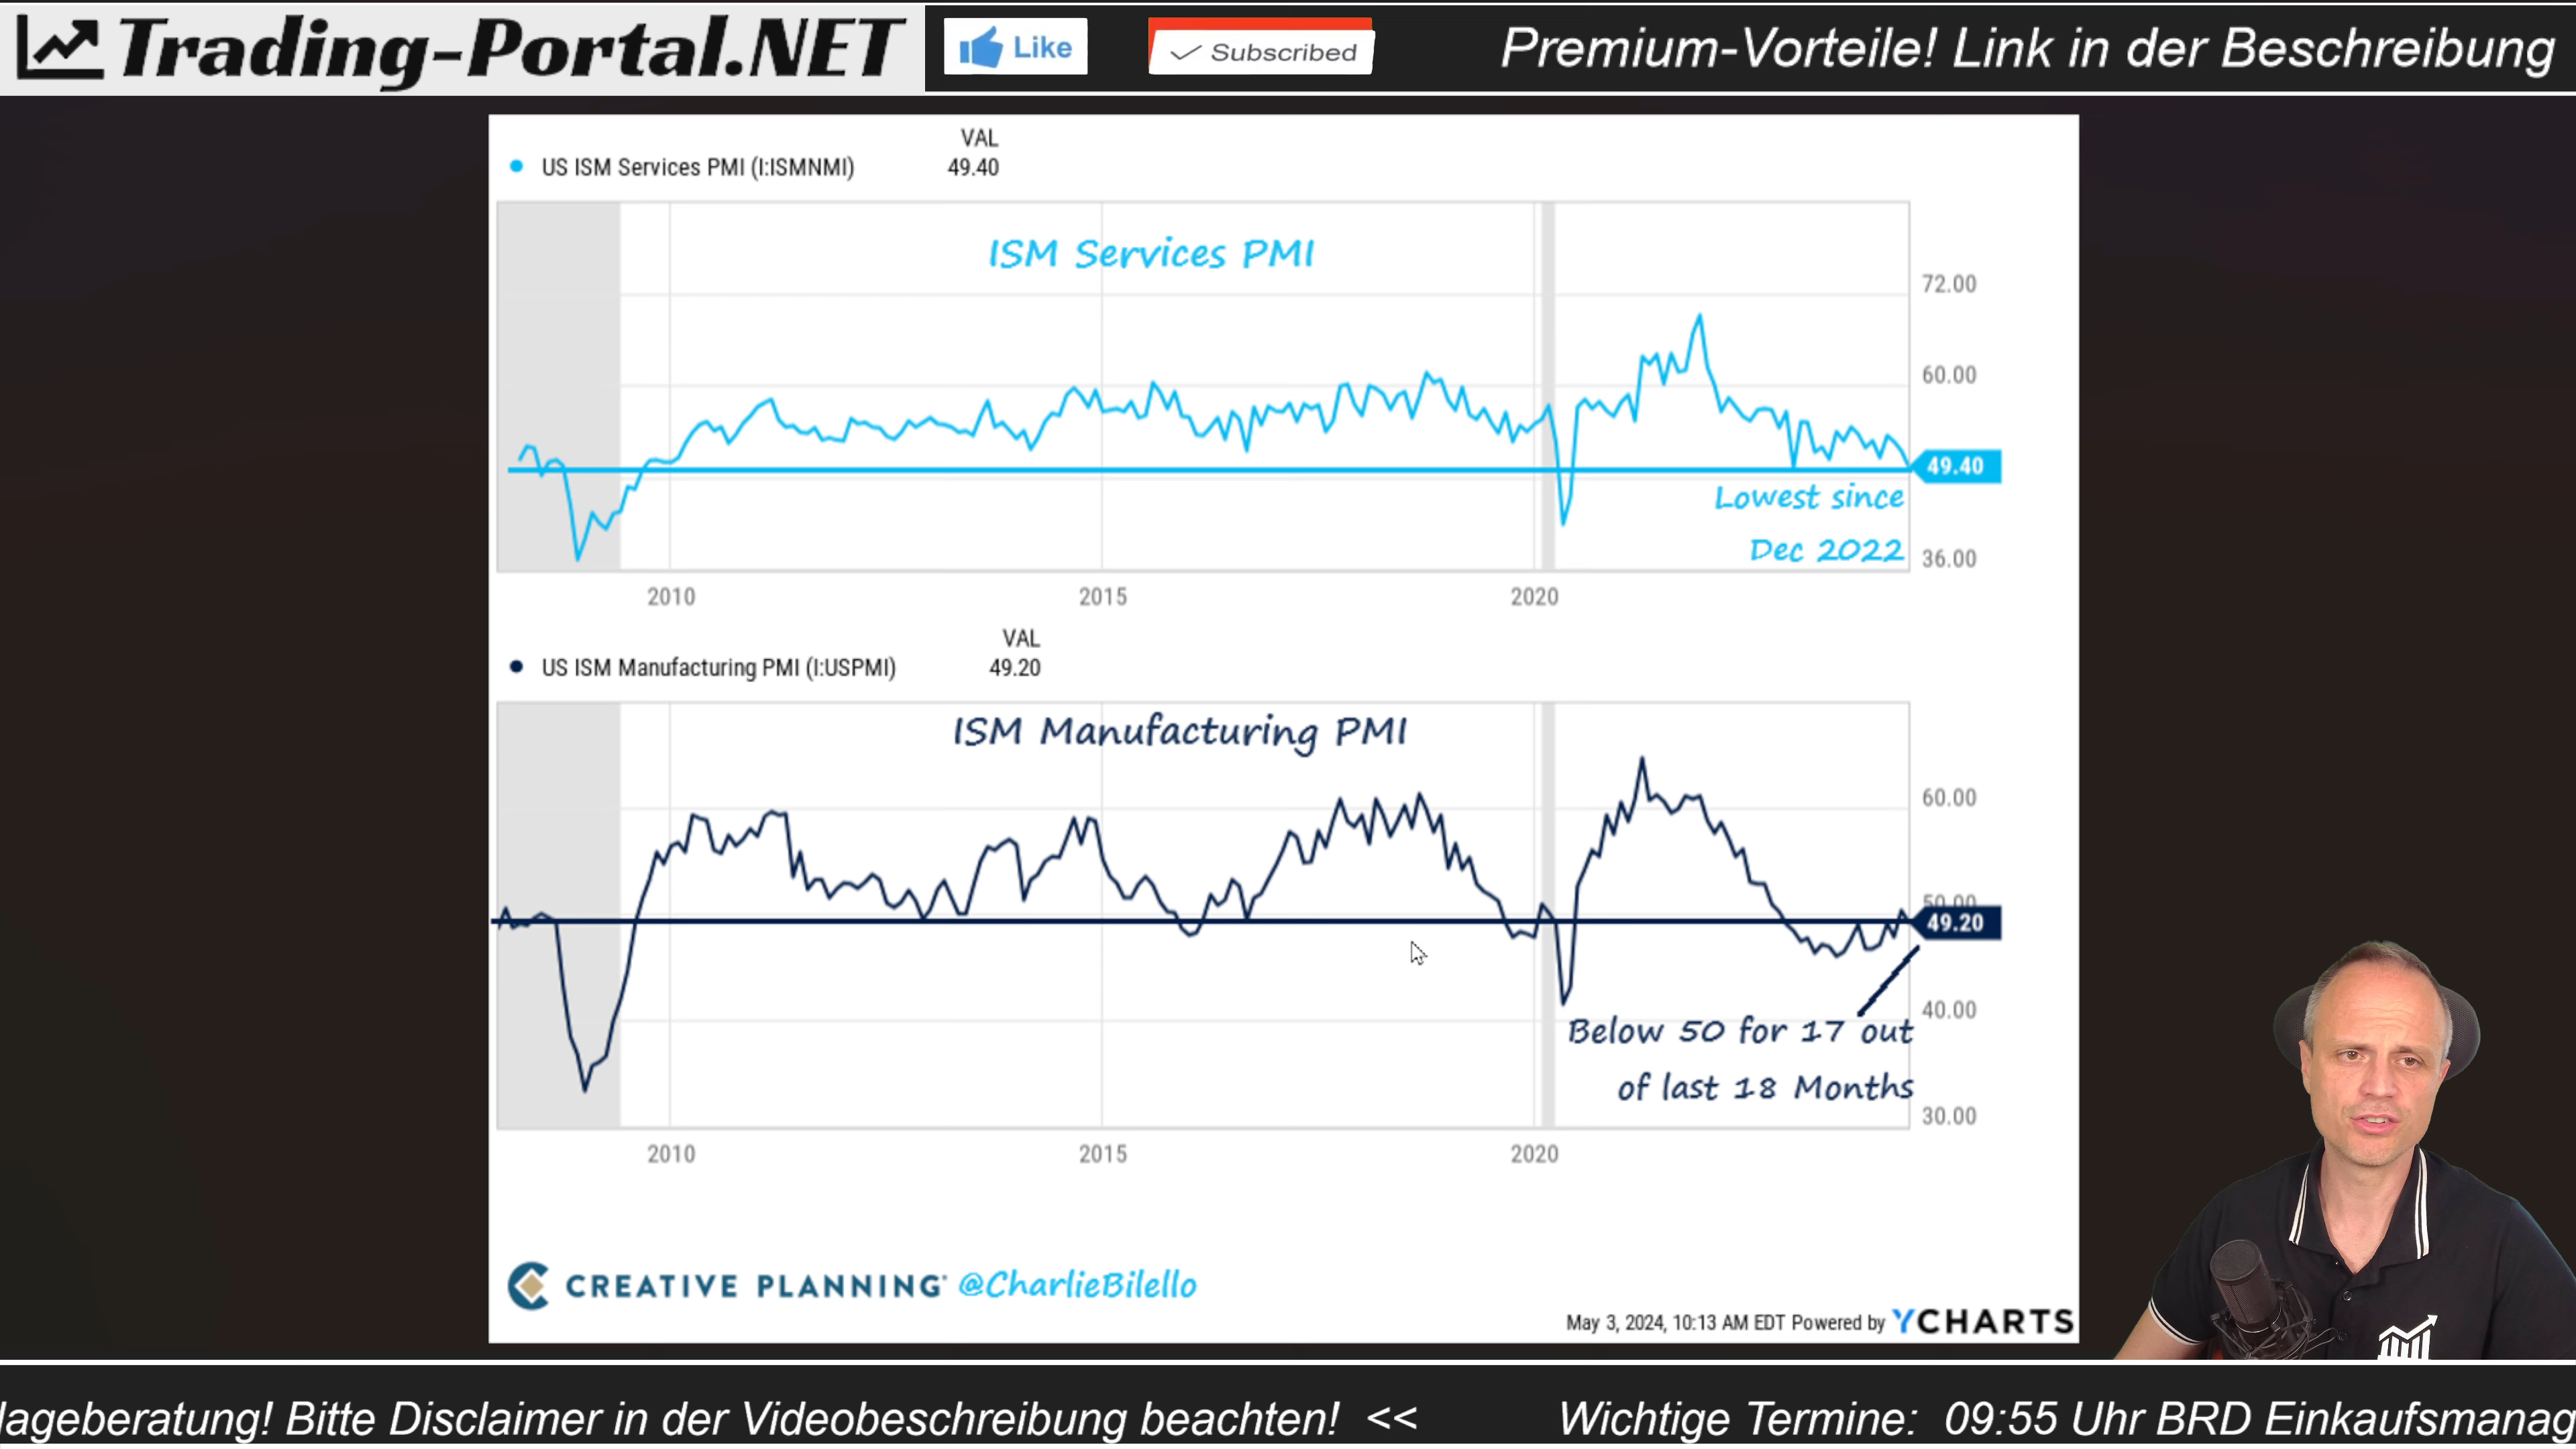 Trading-Portal.NET
Like
Subscribed
Premium-Vorteile! Link in der Beschreibung
VAL
US ISM Services PMI (I:ISMNMI) 49.40
ISM Services PMI
72.00
60.00
49.40
Lowest since
Dec 2022
36.00
2010 2015 2020
VAL
US ISM Manufacturing PMI (I:USPMI) 49.20
ISM Manufacturing PMI
60.00
50.00
49.20
40.00
Below 50 for 17 out
of last 18 Months
30.00
2010 2015 2020
CREATIVE PLANNING @CharlieBilello
May 3, 2024, 10:13 AM EDT Powered by YCHARTS
lageberatung! Bitte Disclaimer in der Videobeschreibung beachten! << Wichtige Termine: 09:55 Uhr BRD Einkaufsmanag